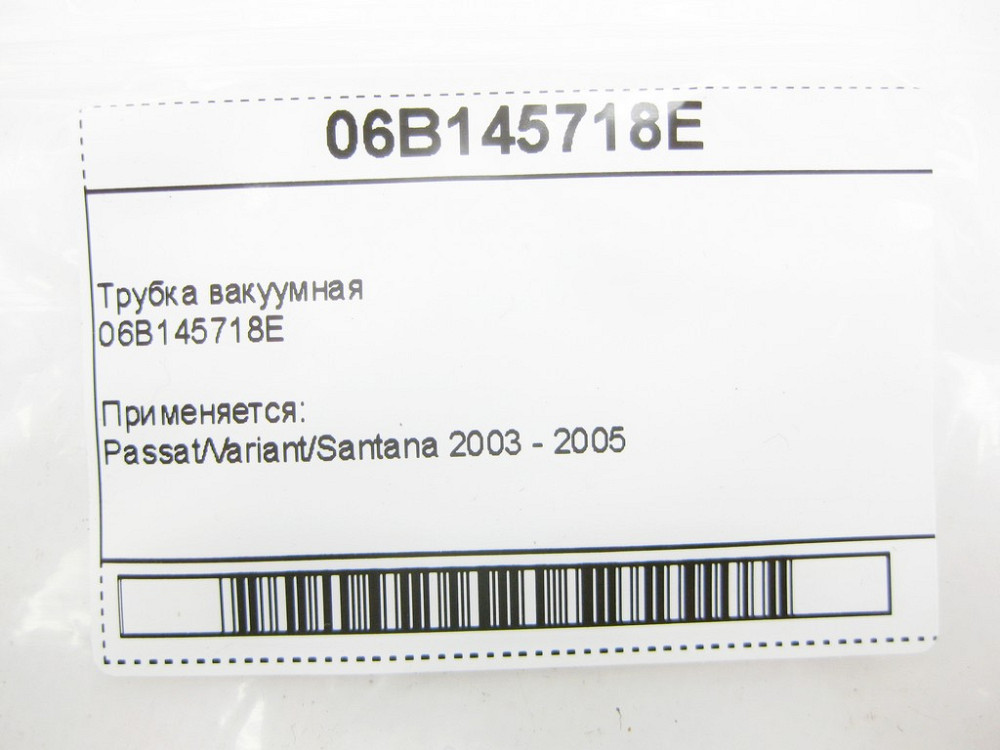 06B145718E
Трубка вакуумная
06B145718E
Применяется:
Passat/Variant/Santana 2003 - 2005